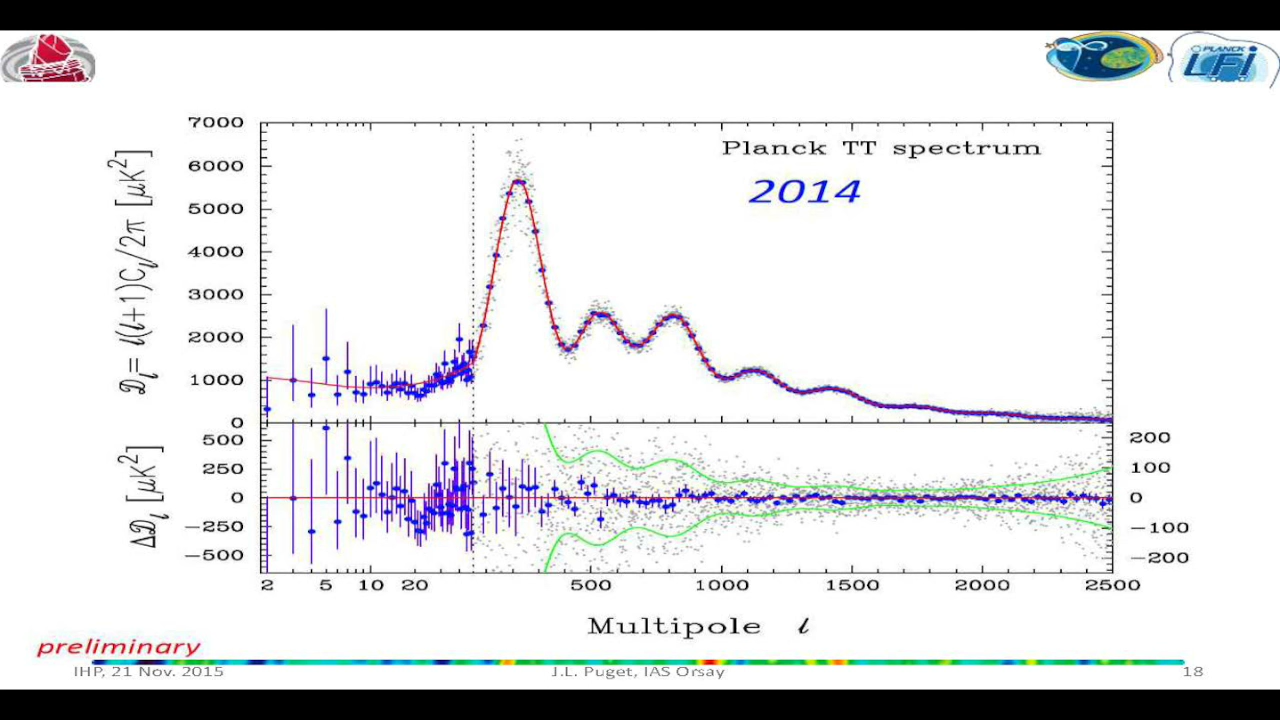 PLANCK
LFI
7000
6000
5000
4000
3000
2000
1000
0
𝒟ℓ= ℓ(ℓ+1)Cℓ/2π [μK²]
Planck TT spectrum
2014
500
250
0
−250
−500
Δ𝒟ℓ [μK²]
200
100
0
−100
−200
2 5 10 20 500 1000 1500 2000 2500
Multipole ℓ
preliminary
IHP, 21 Nov. 2015 J.L. Puget, IAS Orsay 18